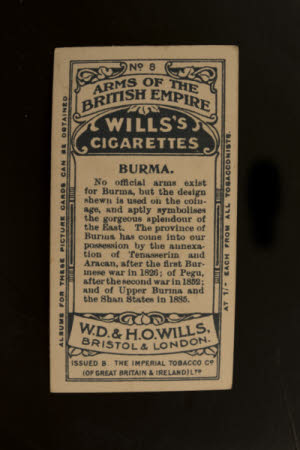 No 8
ARMS OF THE
BRITISH EMPIRE
WILLS'S
CIGARETTES
BURMA.
No official arms exist
for Burma, but the design
shewn is used on the coin-
age, and aptly symbolises
the gorgeous splendour of
the East. The province of
Burma has come into our
possession by the annexa-
tion of Tenasserim and
Aracan, after the first Bur-
mese war in 1826; of Pegu,
after the second war in 1852;
and of Upper Burma and
the Shan States in 1885.
W.D. & H.O. WILLS,
BRISTOL & LONDON.
ISSUED BY THE IMPERIAL TOBACCO Co
(OF GREAT BRITAIN & IRELAND) LTD
ALBUMS FOR THESE PICTURE CARDS CAN BE OBTAINED
AT 1/- EACH FROM ALL TOBACCONISTS.